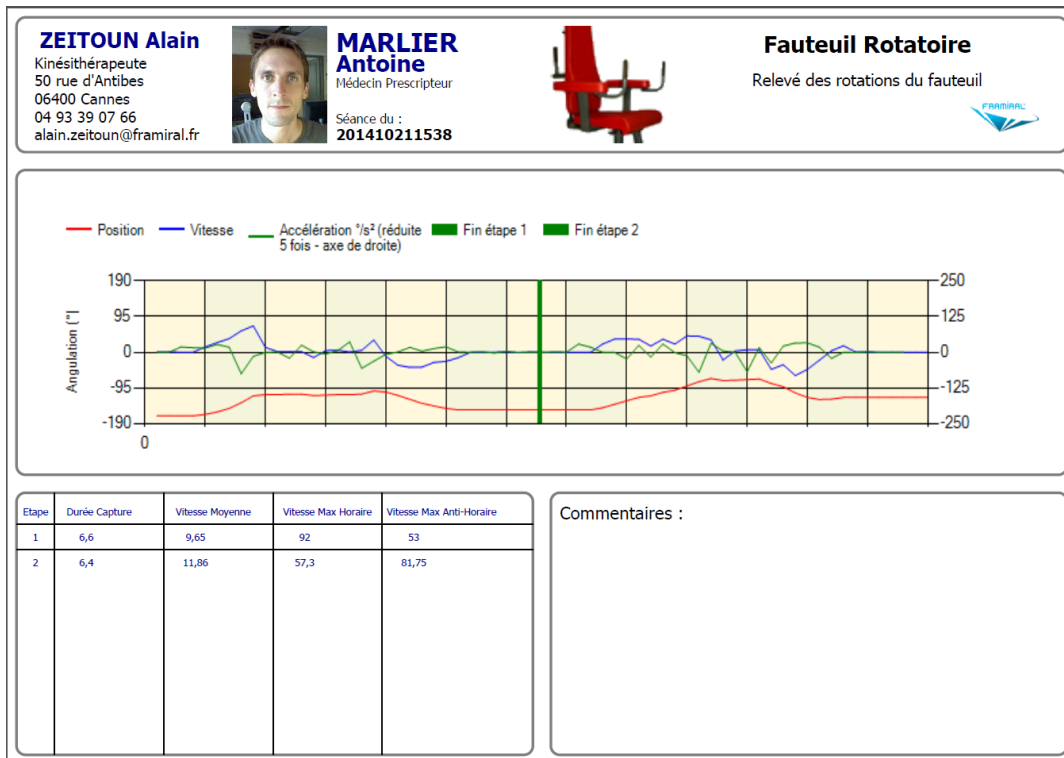 ZEITOUN Alain
Kinésithérapeute
50 rue d'Antibes
06400 Cannes
04 93 39 07 66
alain.zeitoun@framiral.fr
MARLIER
Antoine
Médecin Prescripteur
Séance du :
201410211538
Fauteuil Rotatoire
Relevé des rotations du fauteuil
FRAMIRAL
Position
Vitesse
Accélération °/s² (réduite
5 fois - axe de droite)
Fin étape 1
Fin étape 2
Angulation (°)
190
95
0
-95
-190
250
125
0
-125
-250
0
Etape Durée Capture Vitesse Moyenne Vitesse Max Horaire Vitesse Max Anti-Horaire
1 6,6 9,65 92 53
2 6,4 11,86 57,3 81,75
Commentaires :